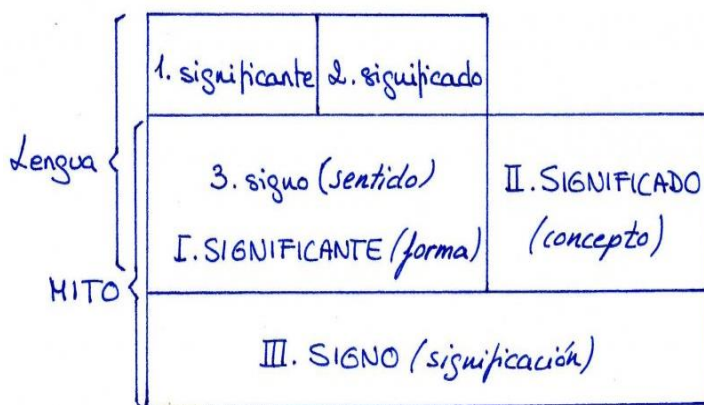 1. significante 2. significado
Lengua
3. signo (sentido)
I. SIGNIFICANTE (forma)
II. SIGNIFICADO
(concepto)
MITO
III. SIGNO (significación)